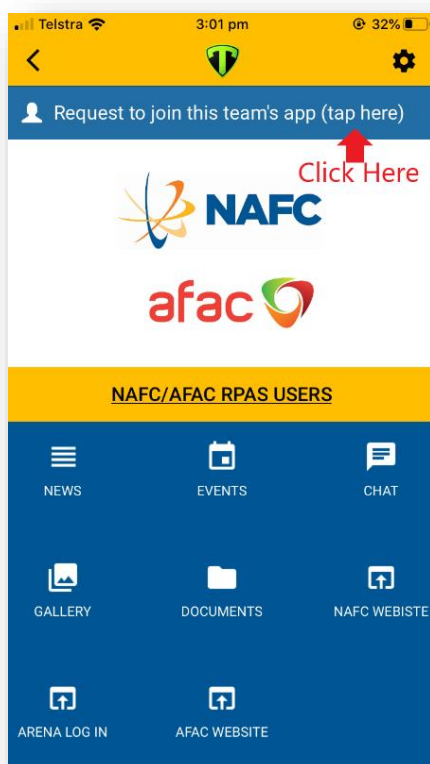 Telstra 3:01 pm 32%
Request to join this team's app (tap here)
Click Here
NAFC
afac
NAFC/AFAC RPAS USERS
NEWS EVENTS CHAT
GALLERY DOCUMENTS NAFC WEBISTE
ARENA LOG IN AFAC WEBSITE